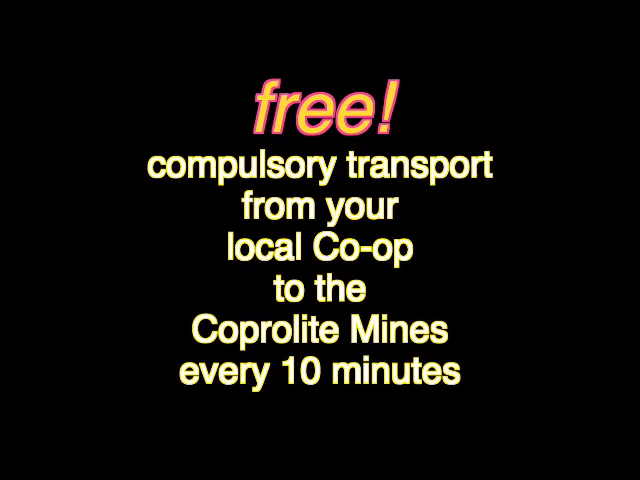 free!
compulsory transport
from your
local Co-op
to the
Coprolite Mines
every 10 minutes